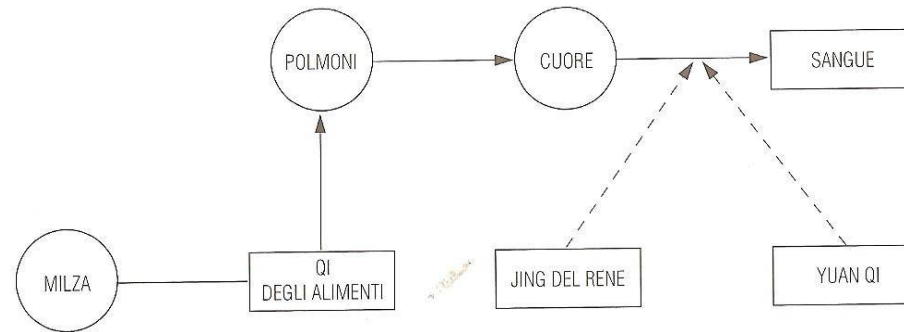 POLMONI
CUORE
SANGUE
MILZA
QI
DEGLI ALIMENTI
JING DEL RENE
YUAN QI